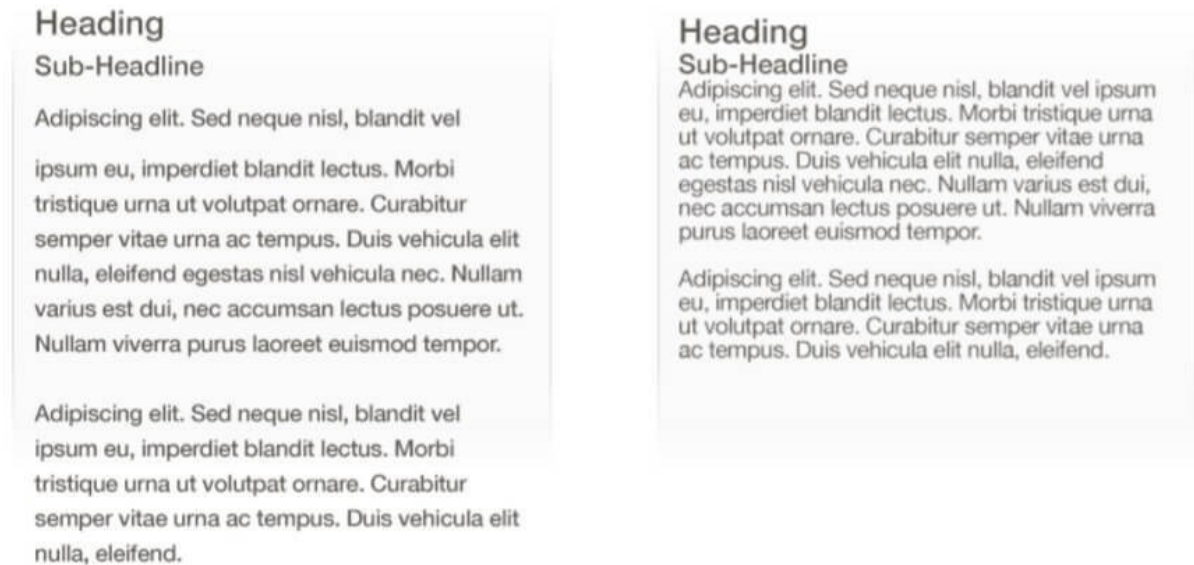 Heading
Sub-Headline
Adipiscing elit. Sed neque nisl, blandit vel
ipsum eu, imperdiet blandit lectus. Morbi
tristique urna ut volutpat ornare. Curabitur
semper vitae urna ac tempus. Duis vehicula elit
nulla, eleifend egestas nisl vehicula nec. Nullam
varius est dui, nec accumsan lectus posuere ut.
Nullam viverra purus laoreet euismod tempor.
Adipiscing elit. Sed neque nisl, blandit vel
ipsum eu, imperdiet blandit lectus. Morbi
tristique urna ut volutpat ornare. Curabitur
semper vitae urna ac tempus. Duis vehicula elit
nulla, eleifend.
Heading
Sub-Headline
Adipiscing elit. Sed neque nisl, blandit vel ipsum
eu, imperdiet blandit lectus. Morbi tristique urna
ut volutpat ornare. Curabitur semper vitae urna
ac tempus. Duis vehicula elit nulla, eleifend
egestas nisl vehicula nec. Nullam varius est dui,
nec accumsan lectus posuere ut. Nullam viverra
purus laoreet euismod tempor.
Adipiscing elit. Sed neque nisl, blandit vel ipsum
eu, imperdiet blandit lectus. Morbi tristique urna
ut volutpat ornare. Curabitur semper vitae urna
ac tempus. Duis vehicula elit nulla, eleifend.